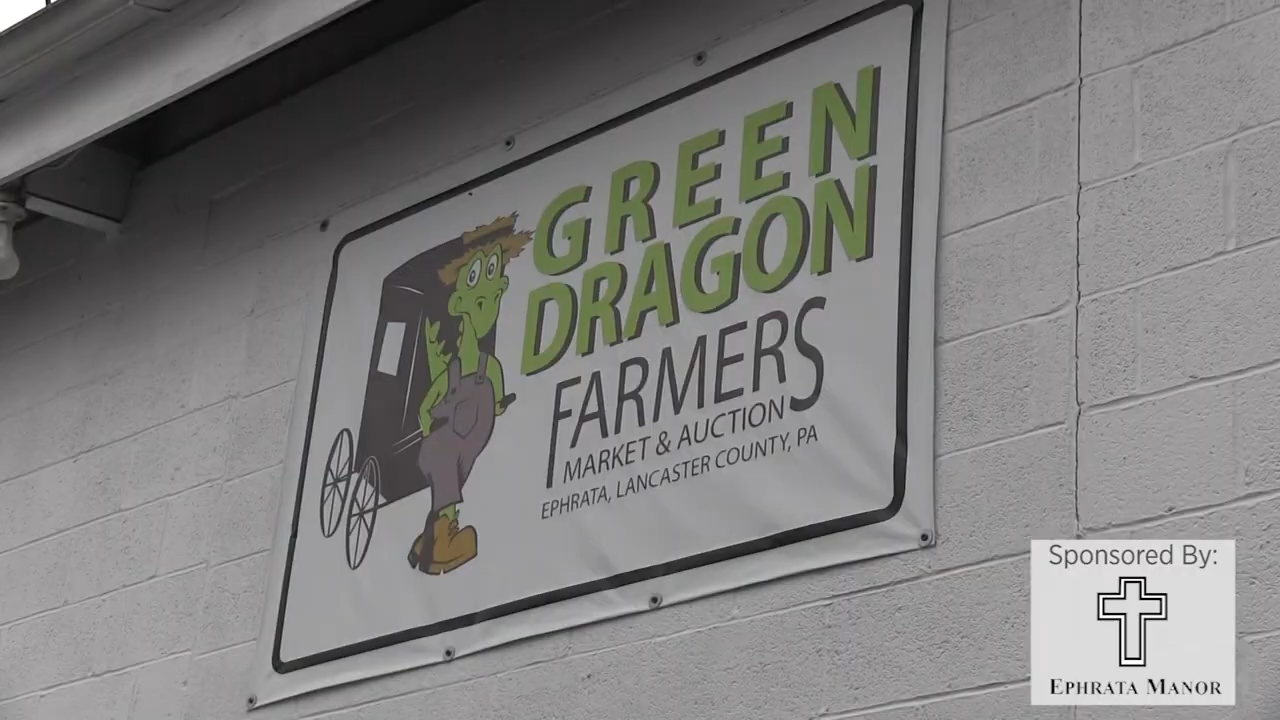 GREEN
DRAGON
FARMERS
MARKET & AUCTION
EPHRATA, LANCASTER COUNTY, PA
Sponsored By:
EPHRATA MANOR